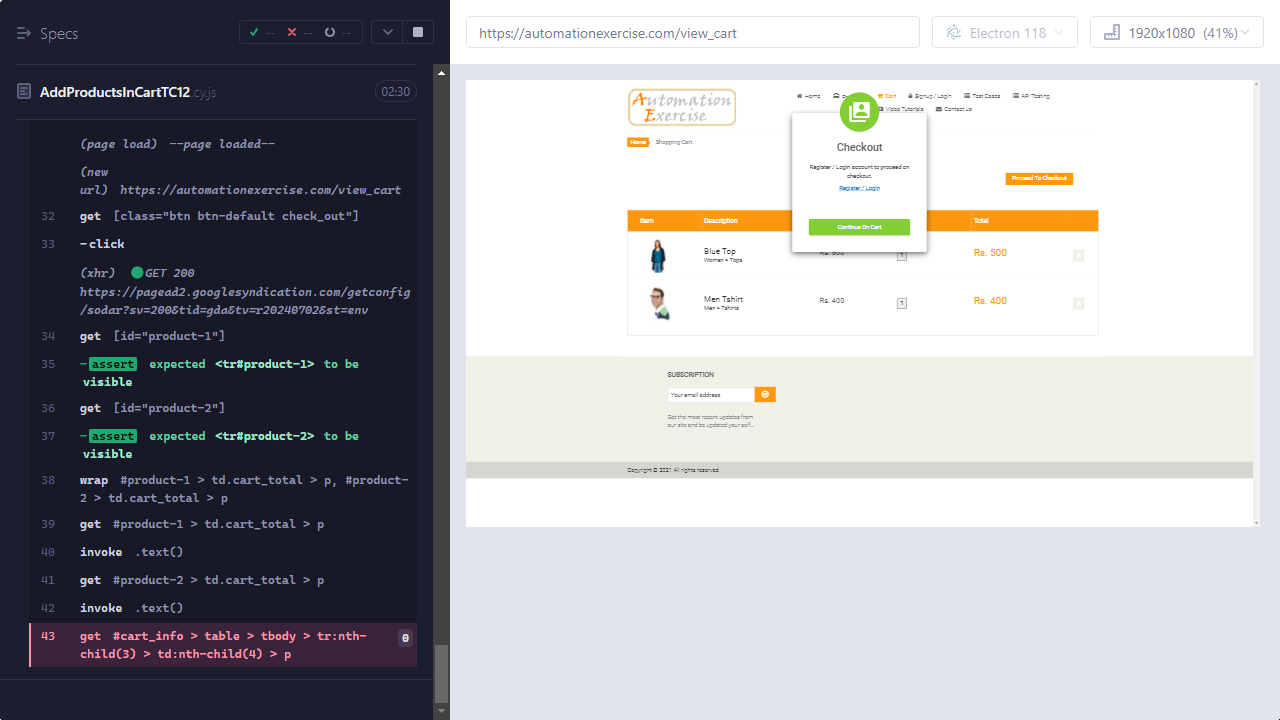 Specs
--
--
--
https://automationexercise.com/view_cart
Electron 118
1920x1080 (41%)
AddProductsInCartTC12.cy.js
02:30
(page load) --page loaded--
(new
url) https://automationexercise.com/view_cart
32 get [class="btn btn-default check_out"]
33 -click
(xhr) GET 200
https://pagead2.googlesyndication.com/getconfig
/sodar?sv=200&tid=gda&tv=r20240702&st=env
34 get [id="product-1"]
35 -assert expected <tr#product-1> to be
visible
36 get [id="product-2"]
37 -assert expected <tr#product-2> to be
visible
38 wrap #product-1 > td.cart_total > p, #product-
2 > td.cart_total > p
39 get #product-1 > td.cart_total > p
40 invoke .text()
41 get #product-2 > td.cart_total > p
42 invoke .text()
43 get #cart_info > table > tbody > tr:nth-
child(3) > td:nth-child(4) > p
0
Automation
Exercise
Home
Cart
Signup / Login
Test Cases
API Testing
Video Tutorials
Contact us
Home
Shopping Cart
Checkout
Register / Login account to proceed on
checkout.
Register / Login
Continue On Cart
Proceed To Checkout
Item
Description
Total
Blue Top
Women > Tops
Rs. 500
1
Rs. 500
Men Tshirt
Men > Tshirts
Rs. 400
1
Rs. 400
SUBSCRIPTION
Your email address
Get the most recent updates from
our site and be updated your self...
Copyright © 2021 All rights reserved